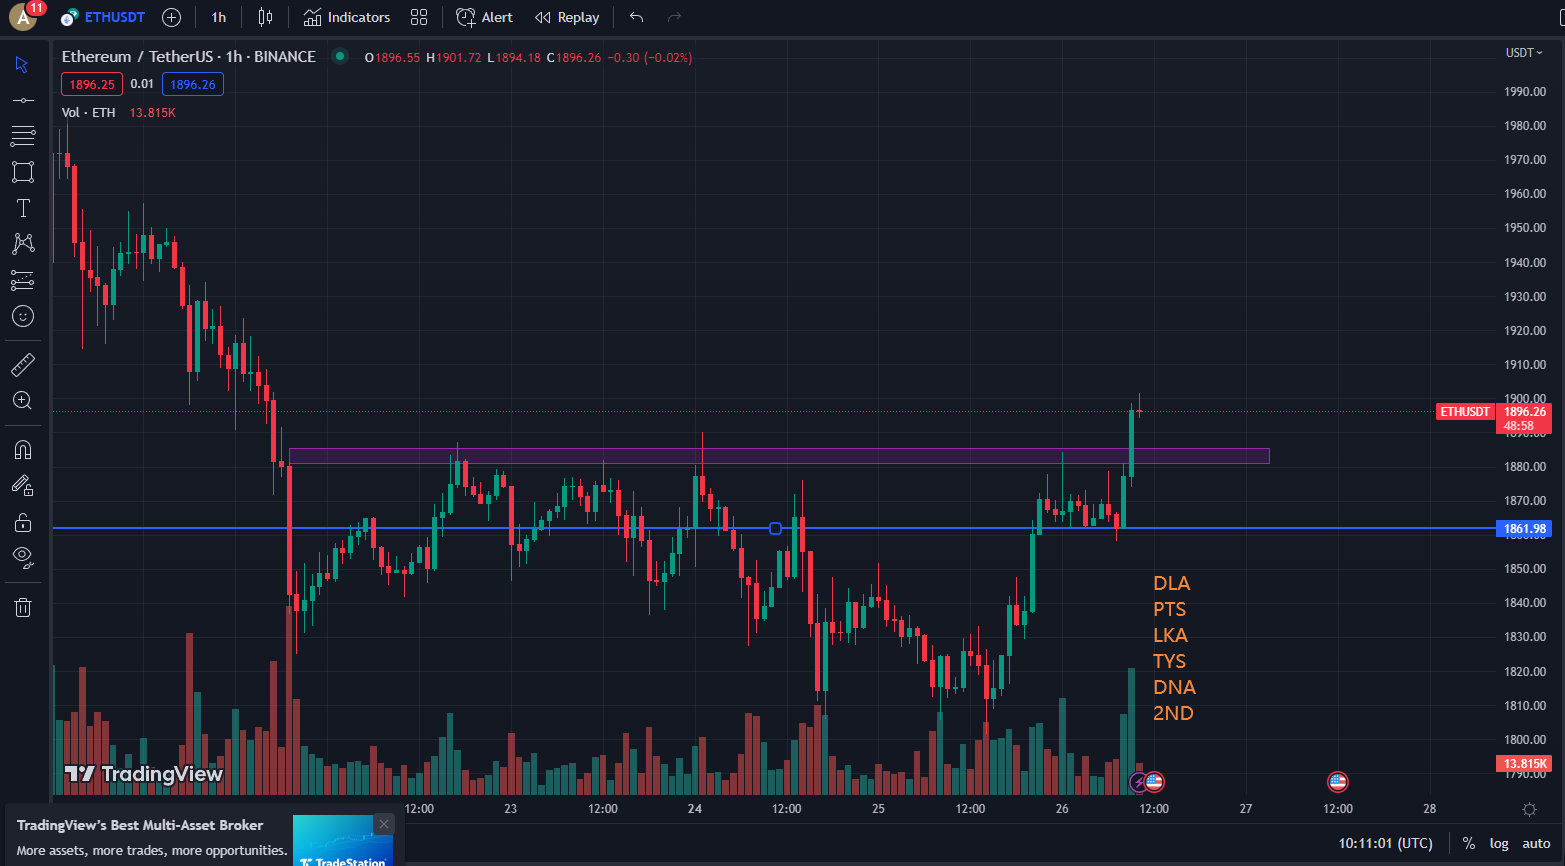 A
11
ETHUSDT
1h
Indicators
Alert
Replay
Ethereum / TetherUS · 1h · BINANCE
O1896.55 H1901.72 L1894.18 C1896.26 −0.30 (−0.02%)
USDT
1896.25
0.01
1896.26
Vol · ETH 13.815K
1990.00
1980.00
1970.00
1960.00
1950.00
1940.00
1930.00
1920.00
1910.00
1900.00
ETHUSDT
1896.26
48:58
1890.00
1880.00
1870.00
1861.98
1860.00
1850.00
1840.00
1830.00
1820.00
1810.00
1800.00
13.815K
1790.00
DLA
PTS
LKA
TYS
DNA
2ND
TradingView
12:00
23
12:00
24
12:00
25
12:00
26
12:00
27
12:00
28
TradingView's Best Multi-Asset Broker
More assets, more trades, more opportunities.
TradeStation
10:11:01 (UTC)
%
log
auto